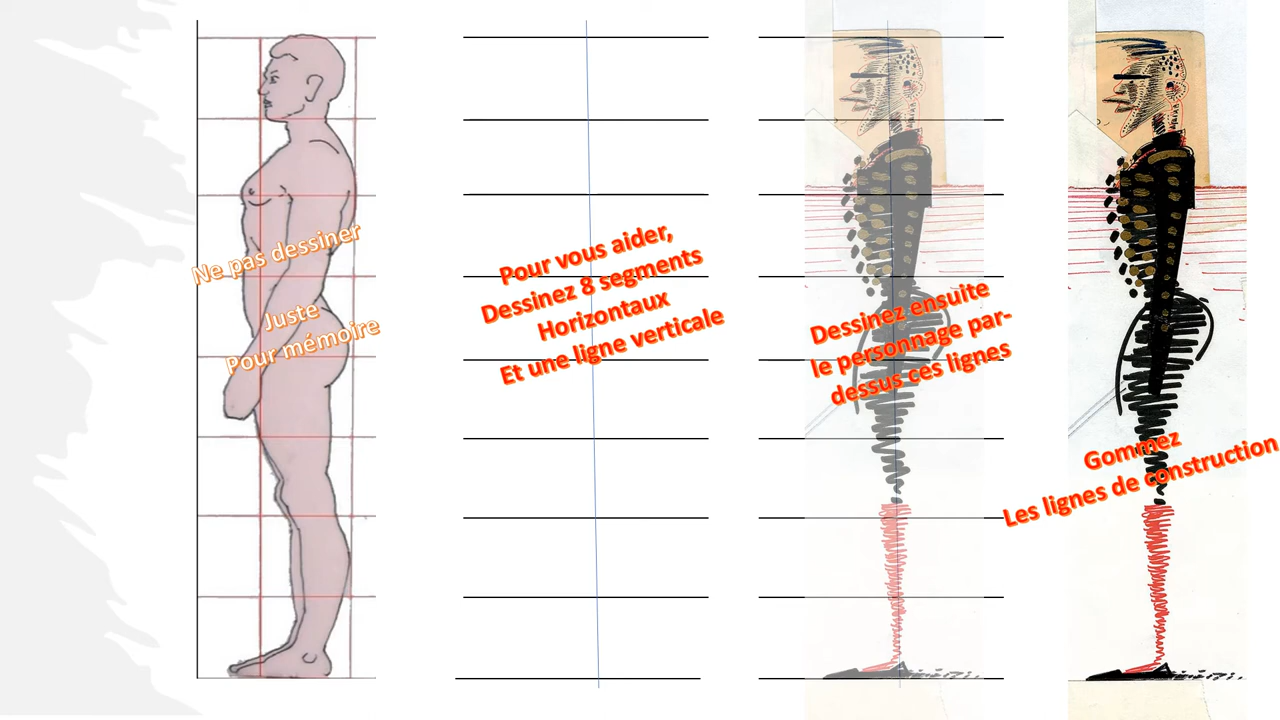 Ne pas dessiner
Juste
Pour mémoire
Pour vous aider,
Dessinez 8 segments
Horizontaux
Et une ligne verticale
Dessinez ensuite
le personnage par-
dessus ces lignes
Gommez
Les lignes de construction